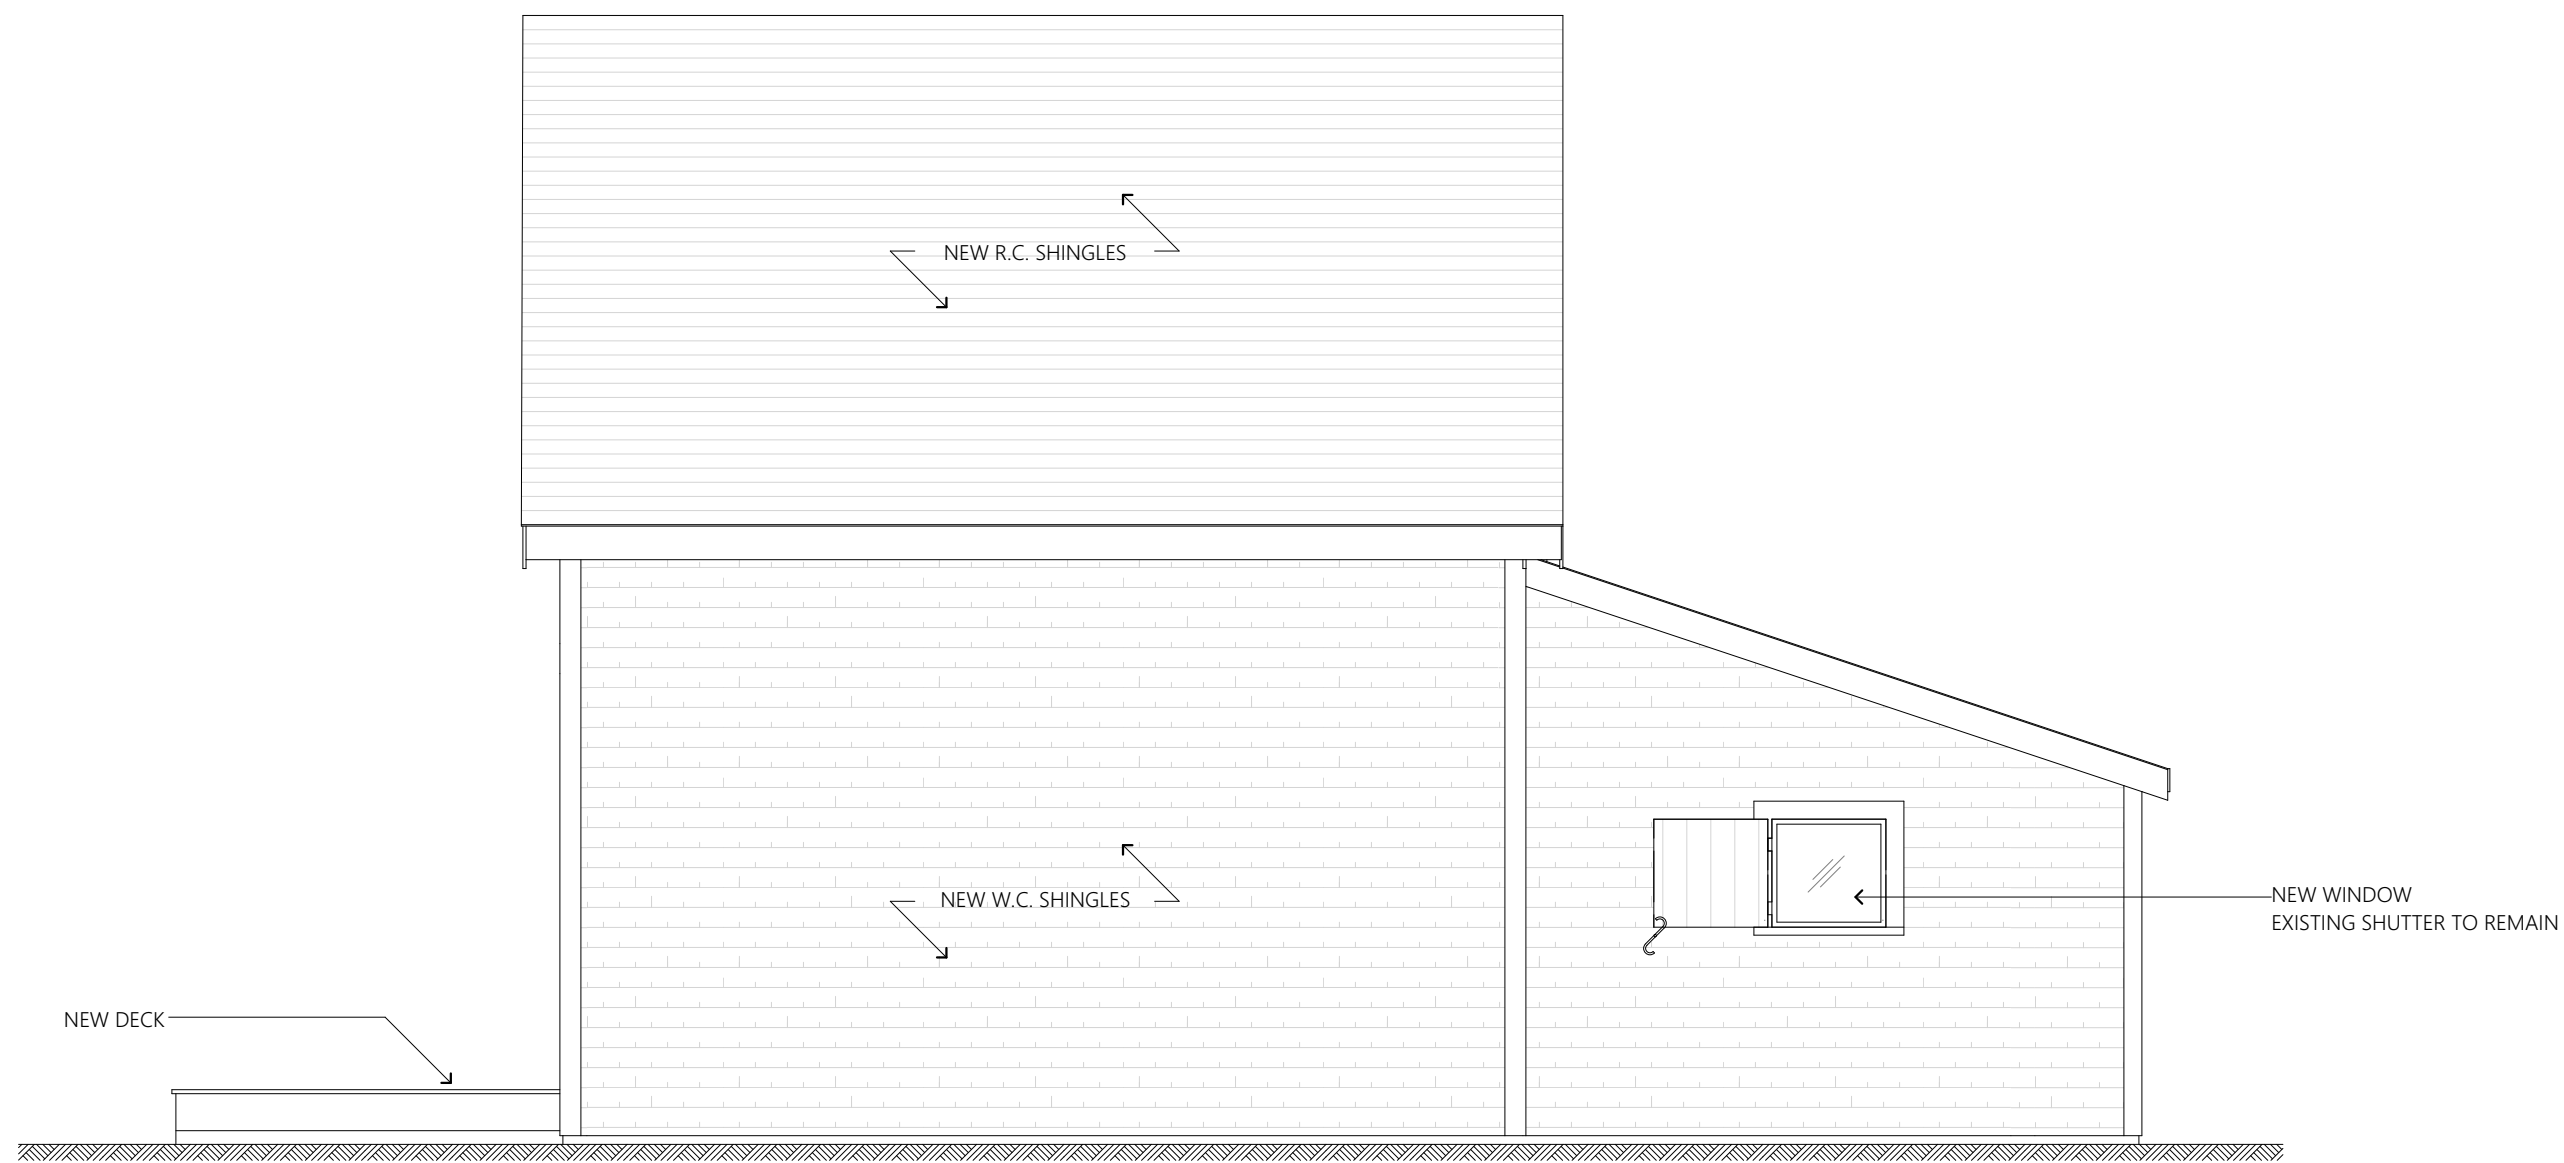 NEW R.C. SHINGLES
NEW W.C. SHINGLES
NEW WINDOW
EXISTING SHUTTER TO REMAIN
NEW DECK